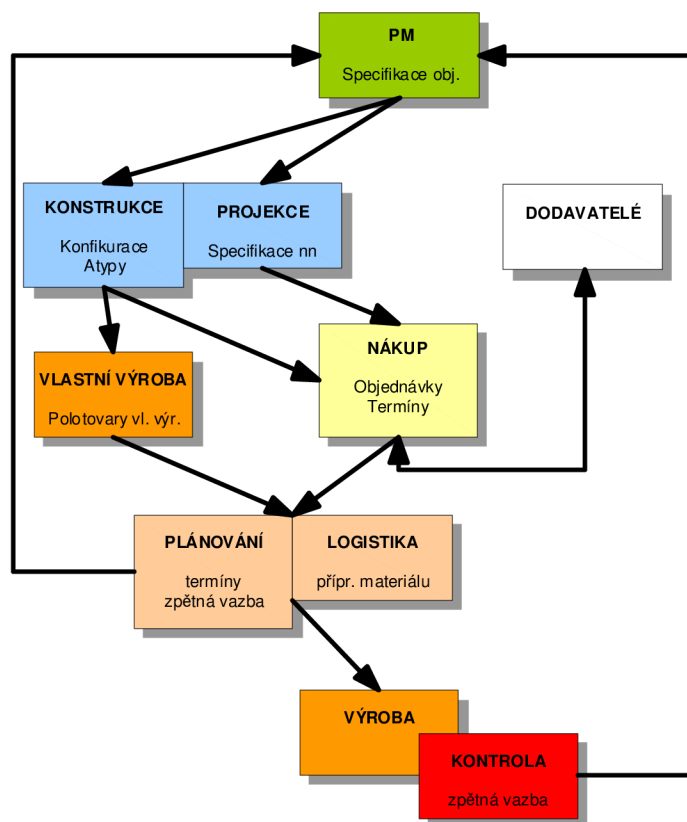 PM
Specifikace obj.
KONSTRUKCE
Konfikurace
Atypy
PROJEKCE
Specifikace nn
DODAVATELÉ
VLASTNÍ VÝROBA
Polotovary vl. výr.
NÁKUP
Objednávky
Termíny
PLÁNOVÁNÍ
termíny
zpětná vazba
LOGISTIKA
přípr. materiálu
VÝROBA
KONTROLA
zpětná vazba